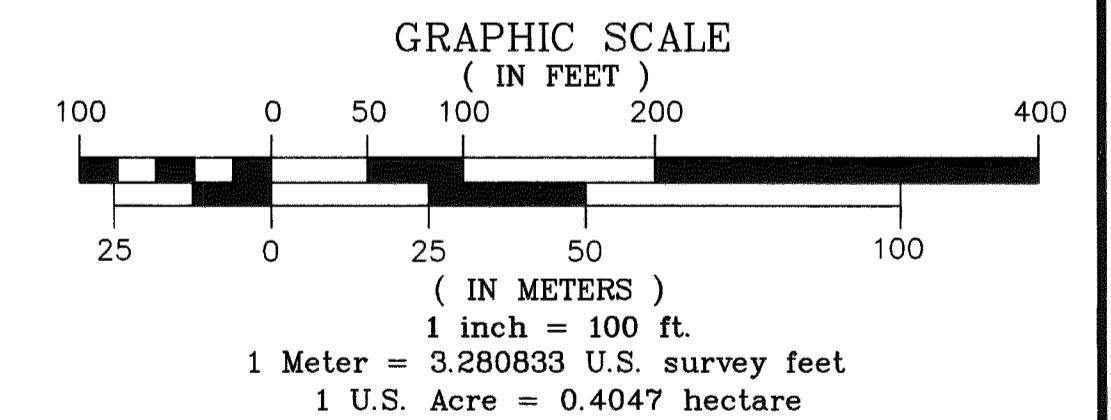 GRAPHIC SCALE
( IN FEET )
100 0 50 100 200 400
25 0 25 50 100
( IN METERS )
1 inch = 100 ft.
1 Meter = 3.280833 U.S. survey feet
1 U.S. Acre = 0.4047 hectare